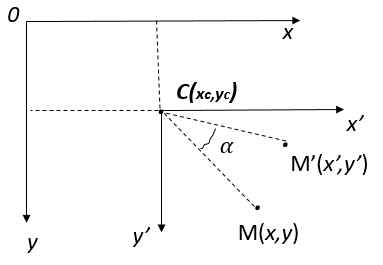 0
x
C(xc,yc)
x’
α
M’(x’,y’)
y
y’
M(x,y)